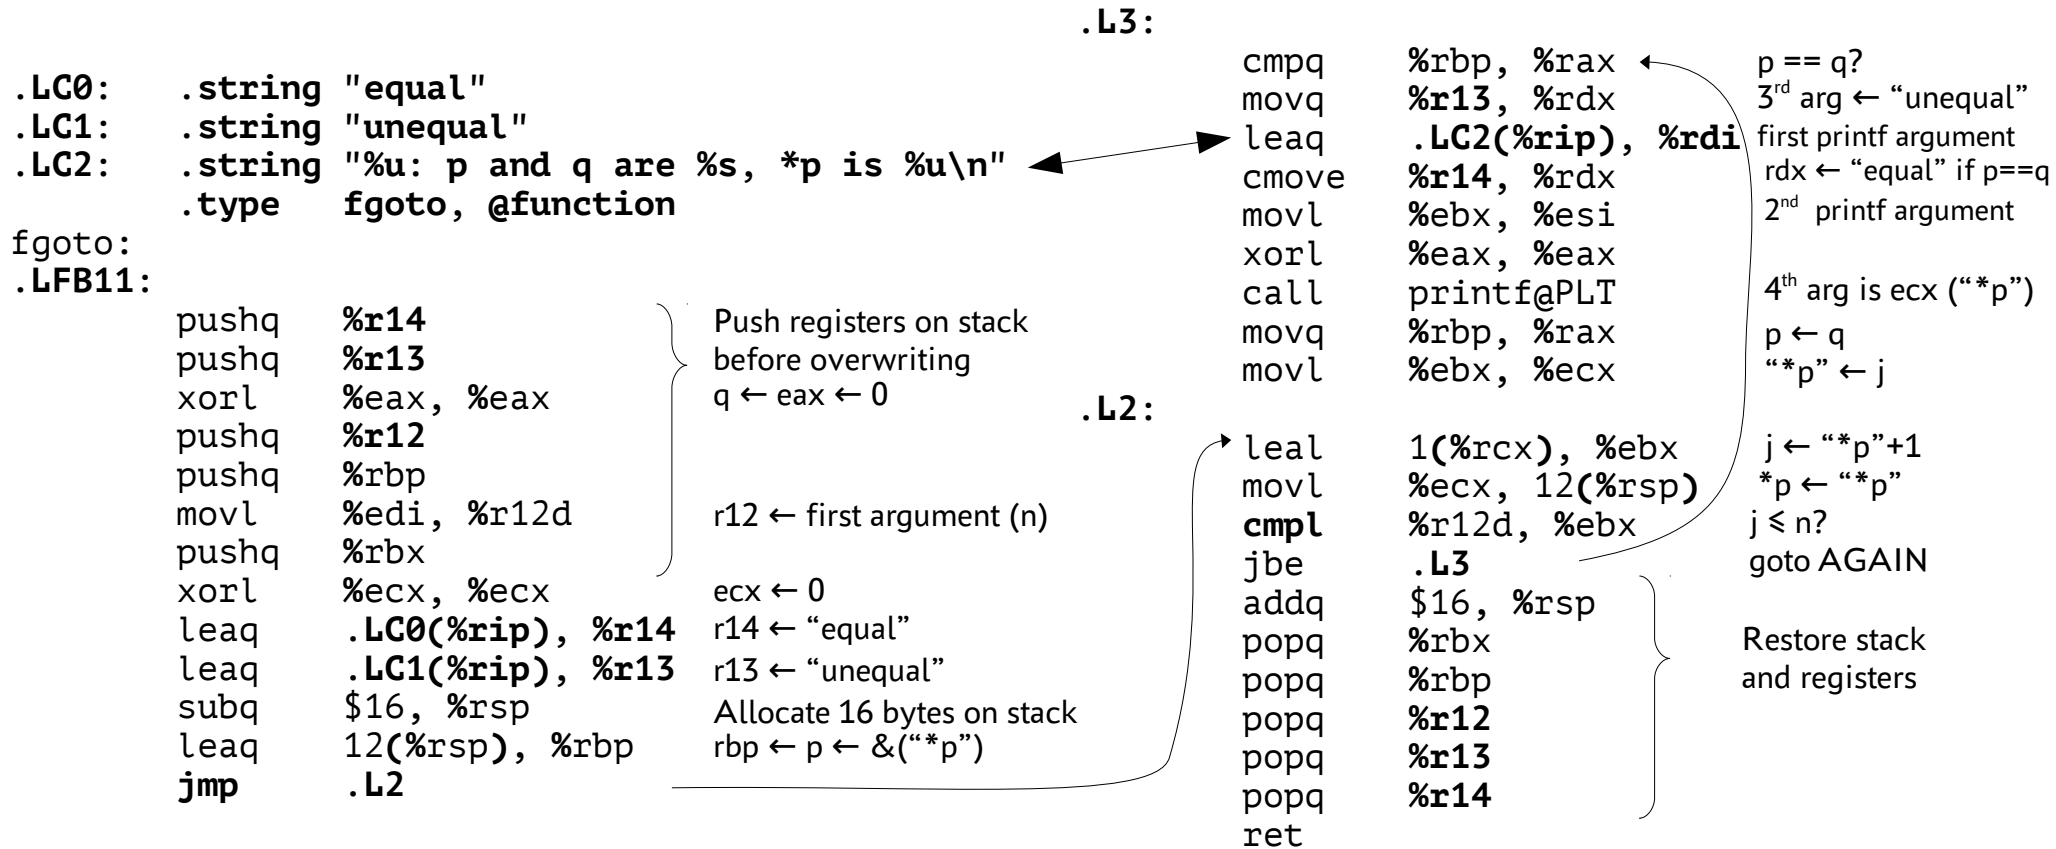 .LC0: .string "equal"
.LC1: .string "unequal"
.LC2: .string "%u: p and q are %s, *p is %u\n"
.type fgoto, @function
fgoto:
.LFB11:
pushq %r14 Push registers on stack
pushq %r13 before overwriting
xorl %eax, %eax q ← eax ← 0
pushq %r12
pushq %rbp
movl %edi, %r12d r12 ← first argument (n)
pushq %rbx
xorl %ecx, %ecx ecx ← 0
leaq .LC0(%rip), %r14 r14 ← “equal”
leaq .LC1(%rip), %r13 r13 ← “unequal”
subq $16, %rsp Allocate 16 bytes on stack
leaq 12(%rsp), %rbp rbp ← p ← &(“*p”)
jmp .L2
.L3:
cmpq %rbp, %rax p == q?
movq %r13, %rdx 3rd arg ← “unequal”
leaq .LC2(%rip), %rdi first printf argument
cmove %r14, %rdx rdx ← “equal” if p==q
movl %ebx, %esi 2nd printf argument
xorl %eax, %eax
call printf@PLT 4th arg is ecx (“*p”)
movq %rbp, %rax p ← q
movl %ebx, %ecx “*p” ← j
.L2:
leal 1(%rcx), %ebx j ← “*p”+1
movl %ecx, 12(%rsp) *p ← “*p”
cmpl %r12d, %ebx j ⩽ n?
jbe .L3 goto AGAIN
addq $16, %rsp
popq %rbx Restore stack
popq %rbp and registers
popq %r12
popq %r13
popq %r14
ret